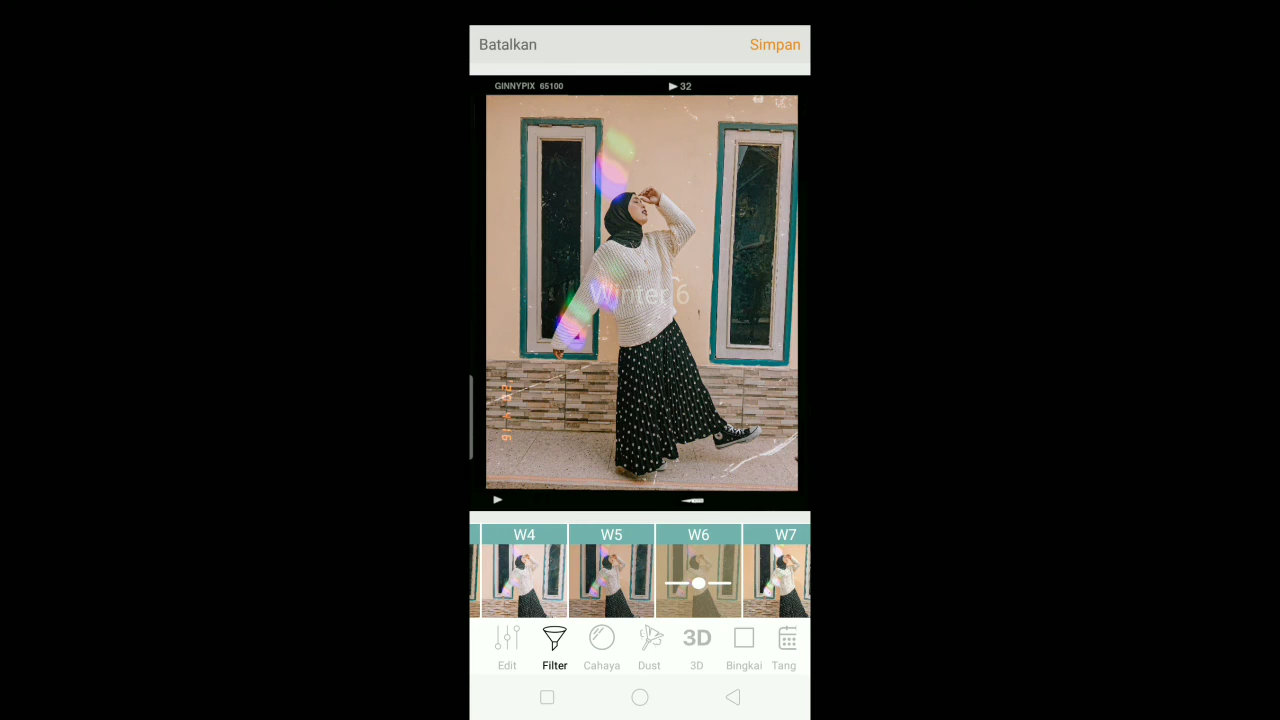 Batalkan Simpan
GINNYPIX 65100 ▶ 32
Winter 6
W4 W5 W6 W7
3D
Edit Filter Cahaya Dust 3D Bingkai Tang